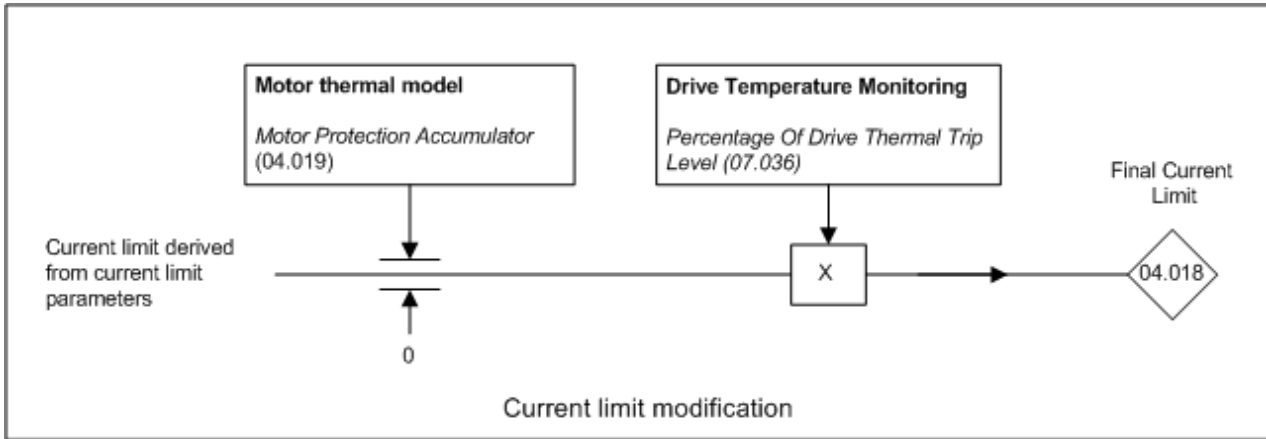 Motor thermal model
Motor Protection Accumulator
(04.019)
Drive Temperature Monitoring
Percentage Of Drive Thermal Trip
Level (07.036)
Final Current
Limit
Current limit derived
from current limit
parameters
X
04.018
0
Current limit modification